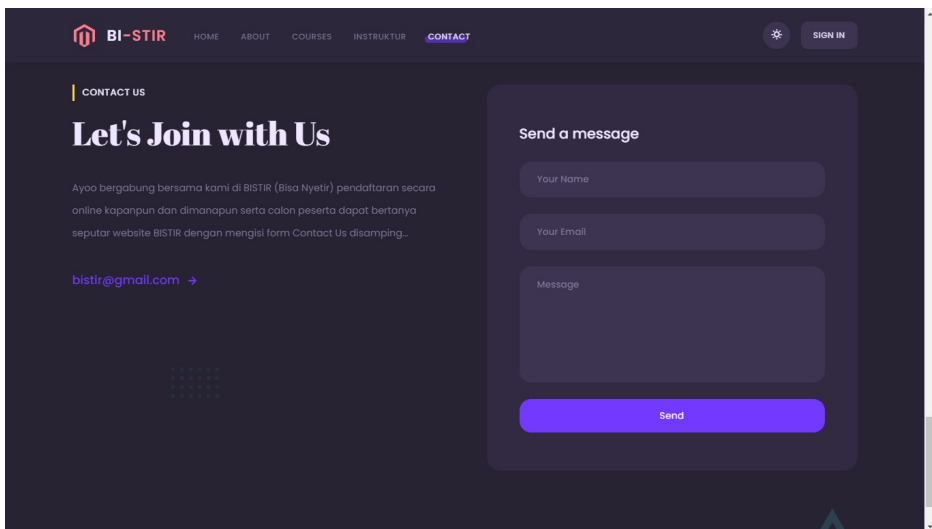 BI-STIR
HOME ABOUT COURSES INSTRUKTUR CONTACT
SIGN IN
CONTACT US
Let's Join with Us
Ayoo bergabung bersama kami di BISTIR (Bisa Nyetir) pendaftaran secara
online kapanpun dan dimanapun serta calon peserta dapat bertanya
seputar website BISTIR dengan mengisi form Contact Us disamping...
bistir@gmail.com →
Send a message
Your Name
Your Email
Message
Send